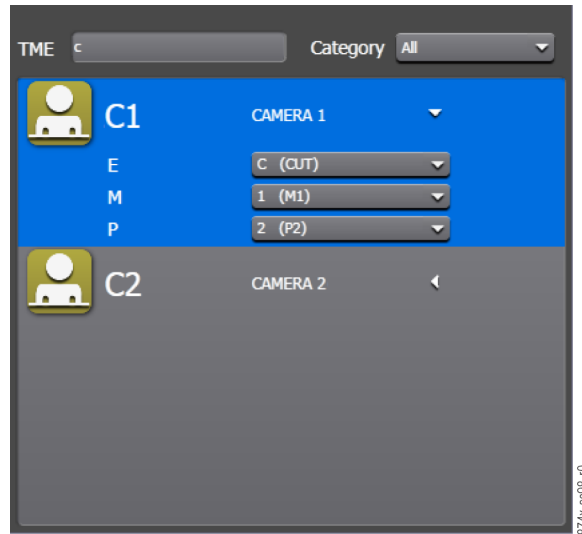 TME c Category All
C1 CAMERA 1
E C (CUT)
M 1 (M1)
P 2 (P2)
C2 CAMERA 2